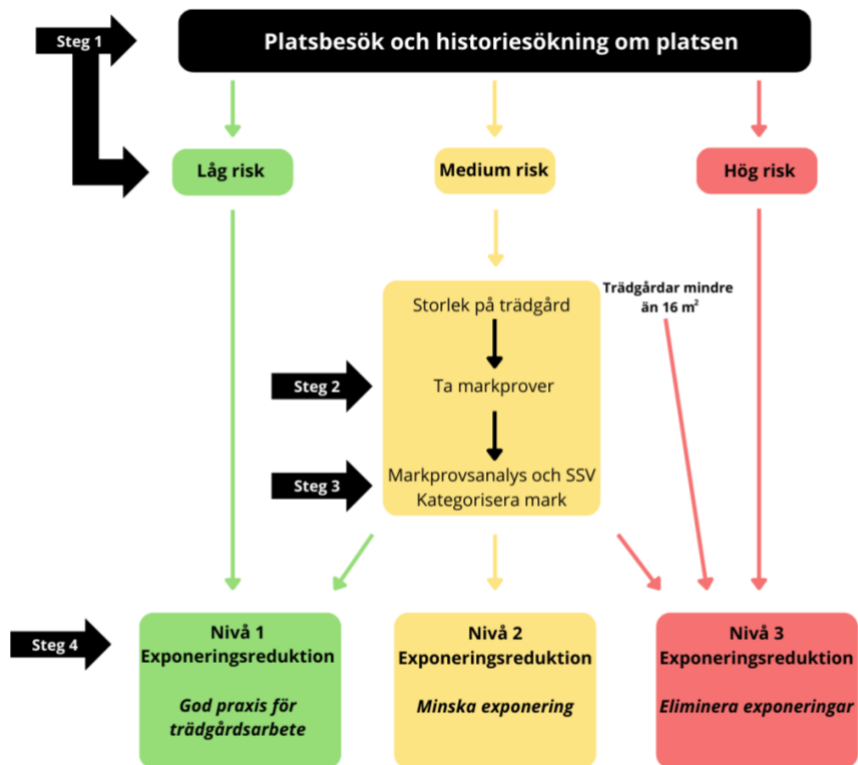 Steg 1
Platsbesök och historiesökning om platsen
Låg risk
Medium risk
Hög risk
Storlek på trädgård
Trädgårdar mindre
än 16 m²
Steg 2
Ta markprover
Steg 3
Markprovsanalys och SSV
Kategorisera mark
Steg 4
Nivå 1
Exponeringsreduktion
God praxis för
trädgårdsarbete
Nivå 2
Exponeringsreduktion
Minska exponering
Nivå 3
Exponeringsreduktion
Eliminera exponeringar